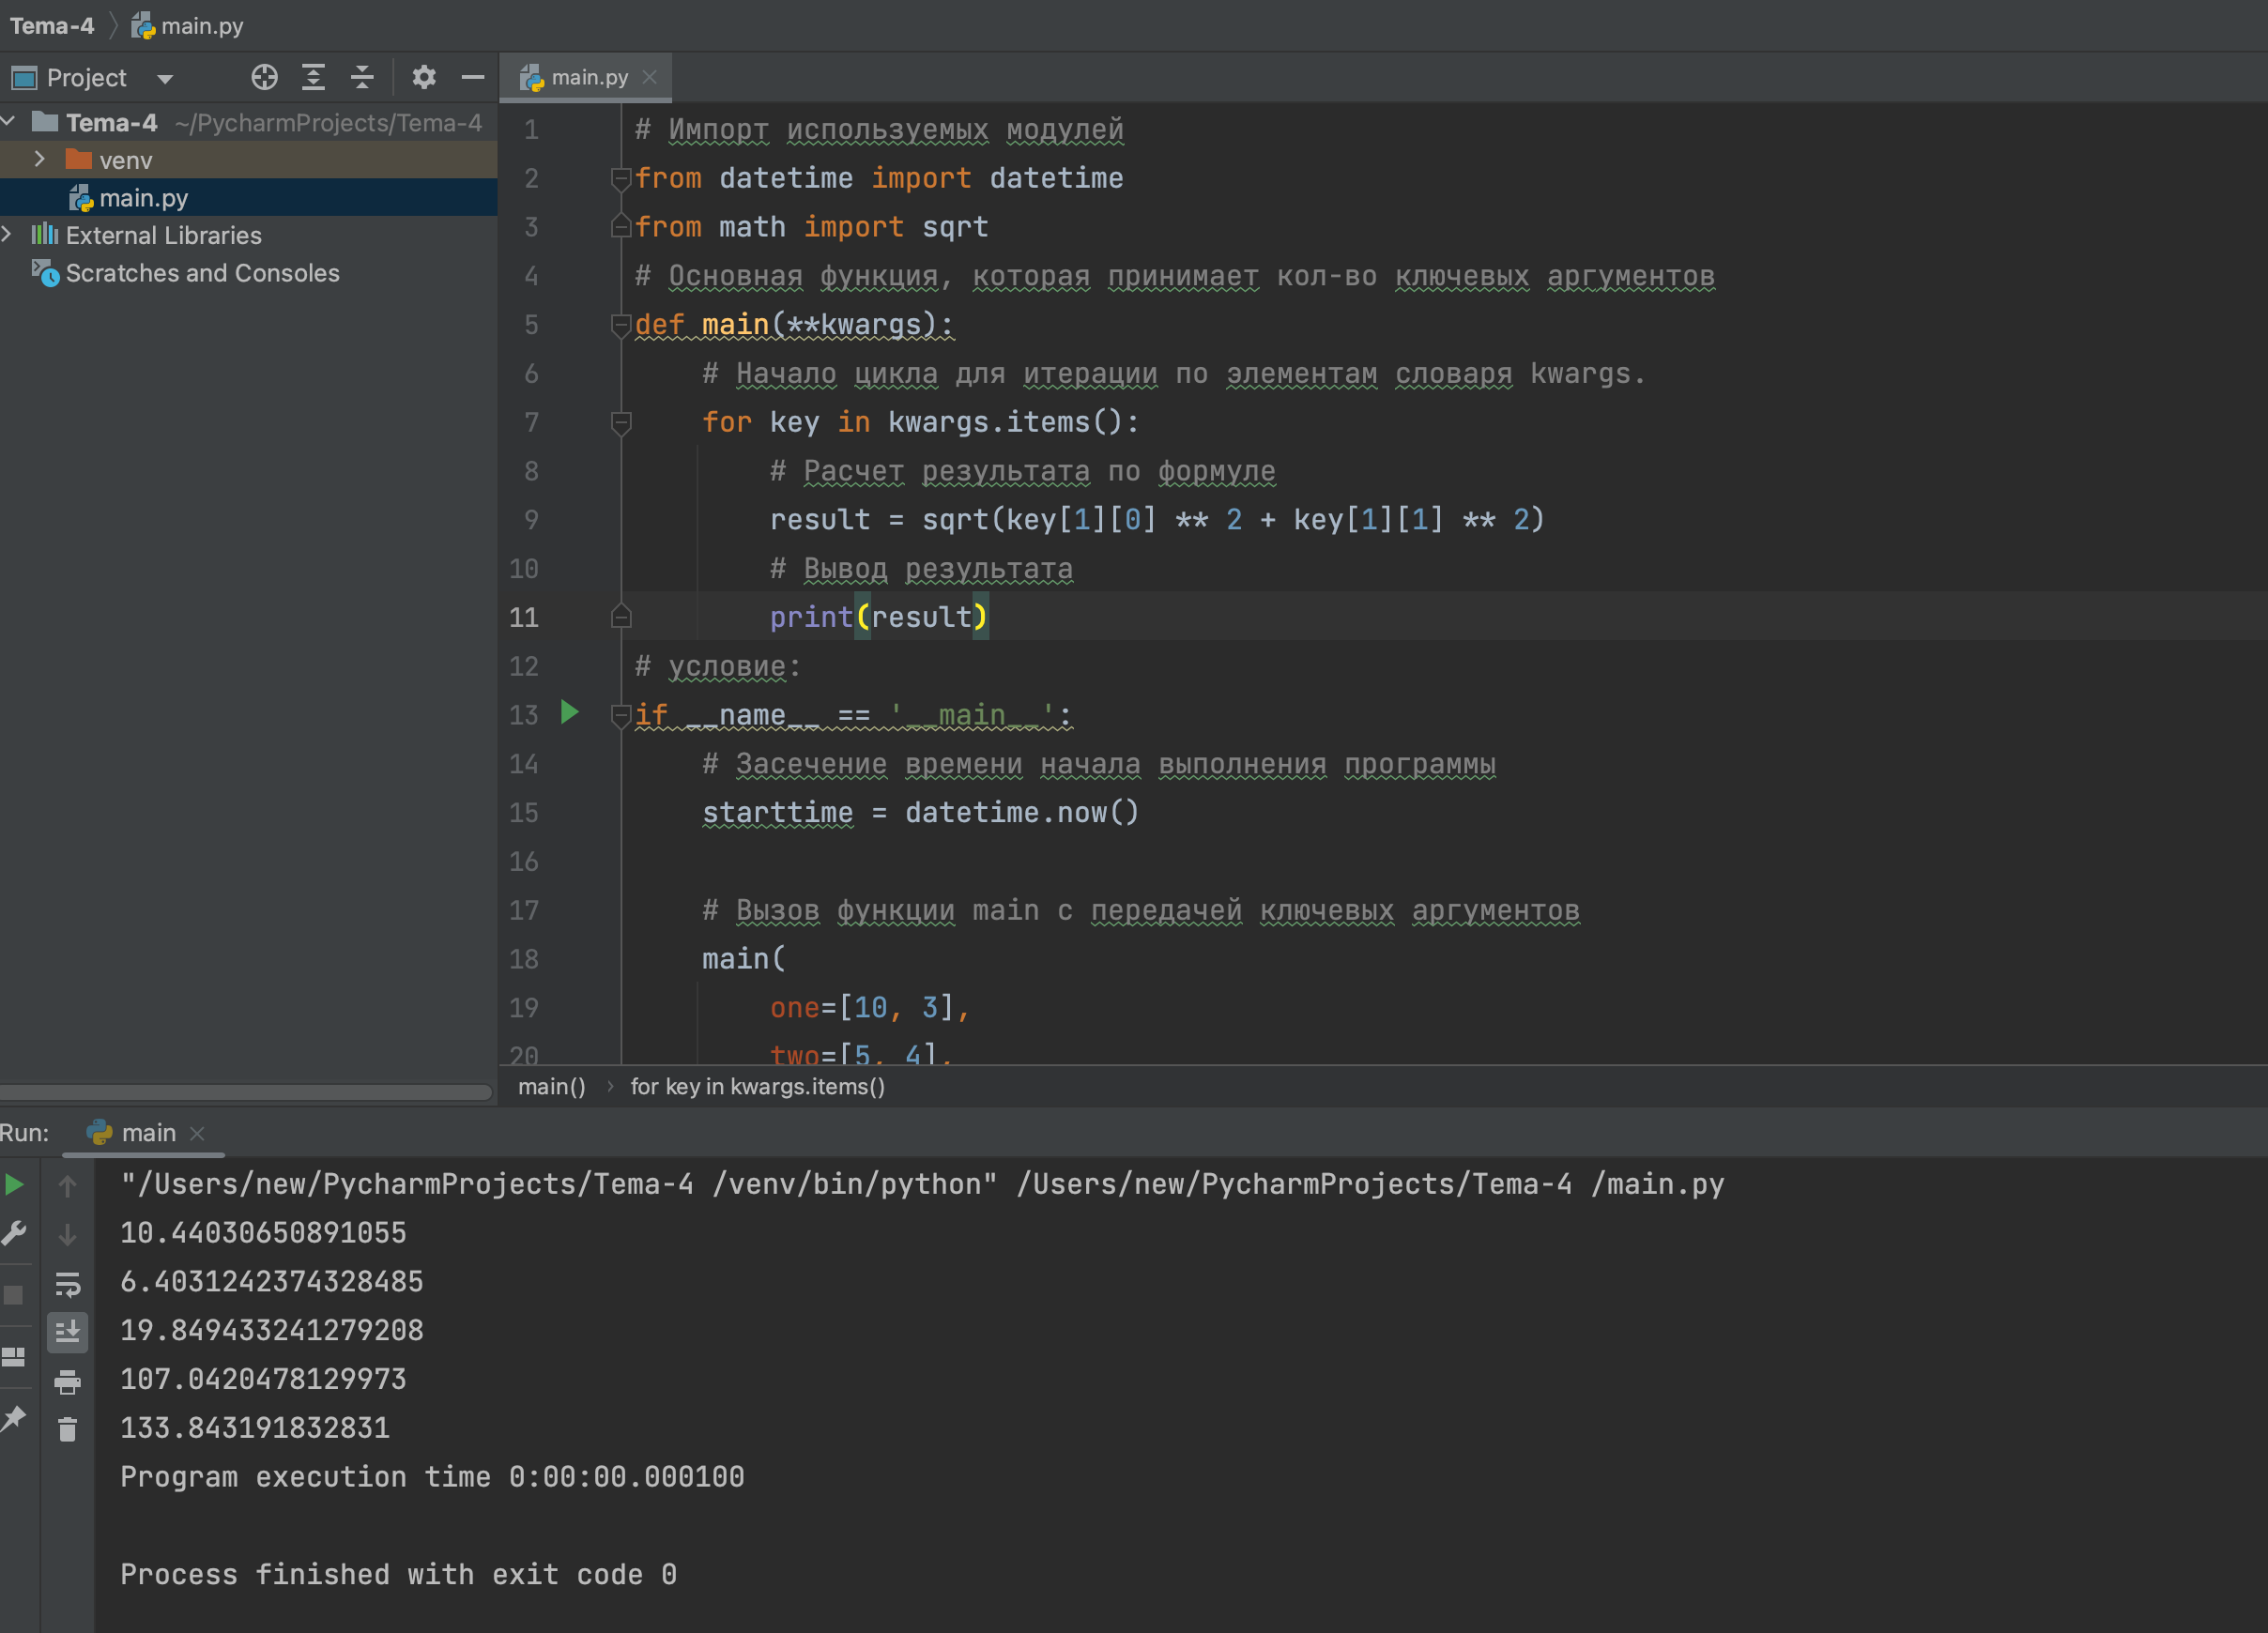 Tema-4 main.py
Project
main.py
Tema-4 ~/PycharmProjects/Tema-4
venv
main.py
External Libraries
Scratches and Consoles
1 # Импорт используемых модулей
2 from datetime import datetime
3 from math import sqrt
4 # Основная функция, которая принимает кол-во ключевых аргументов
5 def main(**kwargs):
6 # Начало цикла для итерации по элементам словаря kwargs.
7 for key in kwargs.items():
8 # Расчет результата по формуле
9 result = sqrt(key[1][0] ** 2 + key[1][1] ** 2)
10 # Вывод результата
11 print(result)
12 # условие:
13 if __name__ == '__main__':
14 # Засечение времени начала выполнения программы
15 starttime = datetime.now()
16
17 # Вызов функции main с передачей ключевых аргументов
18 main(
19 one=[10, 3],
20 two=[5, 4],
main() › for key in kwargs.items()
Run: main
"/Users/new/PycharmProjects/Tema-4 /venv/bin/python" /Users/new/PycharmProjects/Tema-4 /main.py
10.44030650891055
6.4031242374328485
19.849433241279208
107.0420478129973
133.843191832831
Program execution time 0:00:00.000100
Process finished with exit code 0